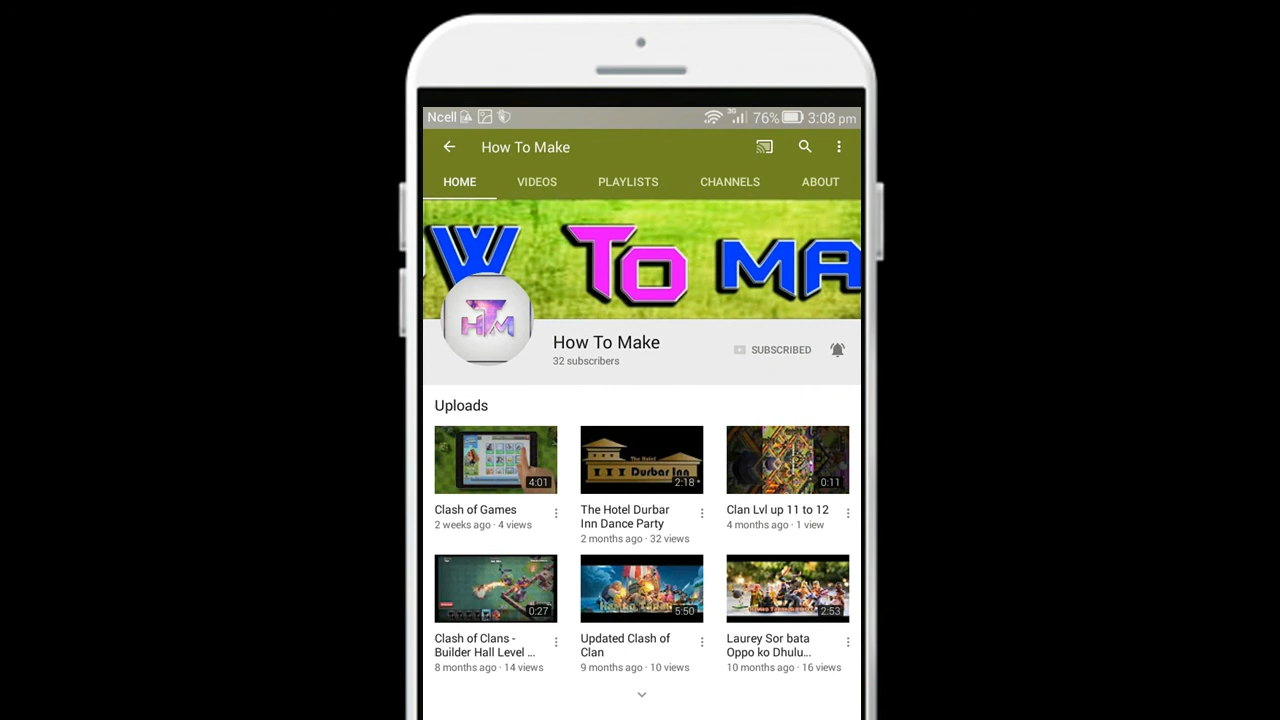 Ncell 3G 76% 3:08 pm
How To Make
HOME VIDEOS PLAYLISTS CHANNELS ABOUT
W To MA
HTM
How To Make
32 subscribers
SUBSCRIBED
Uploads
4:01
The Hotel
Durbar Inn
2:18
0:11
Clash of Games
2 weeks ago · 4 views
The Hotel Durbar
Inn Dance Party
2 months ago · 32 views
Clan Lvl up 11 to 12
4 months ago · 1 view
0:27
5:50
2:53
Clash of Clans -
Builder Hall Level ...
8 months ago · 14 views
Updated Clash of
Clan
9 months ago · 10 views
Laurey Sor bata
Oppo ko Dhulu...
10 months ago · 16 views